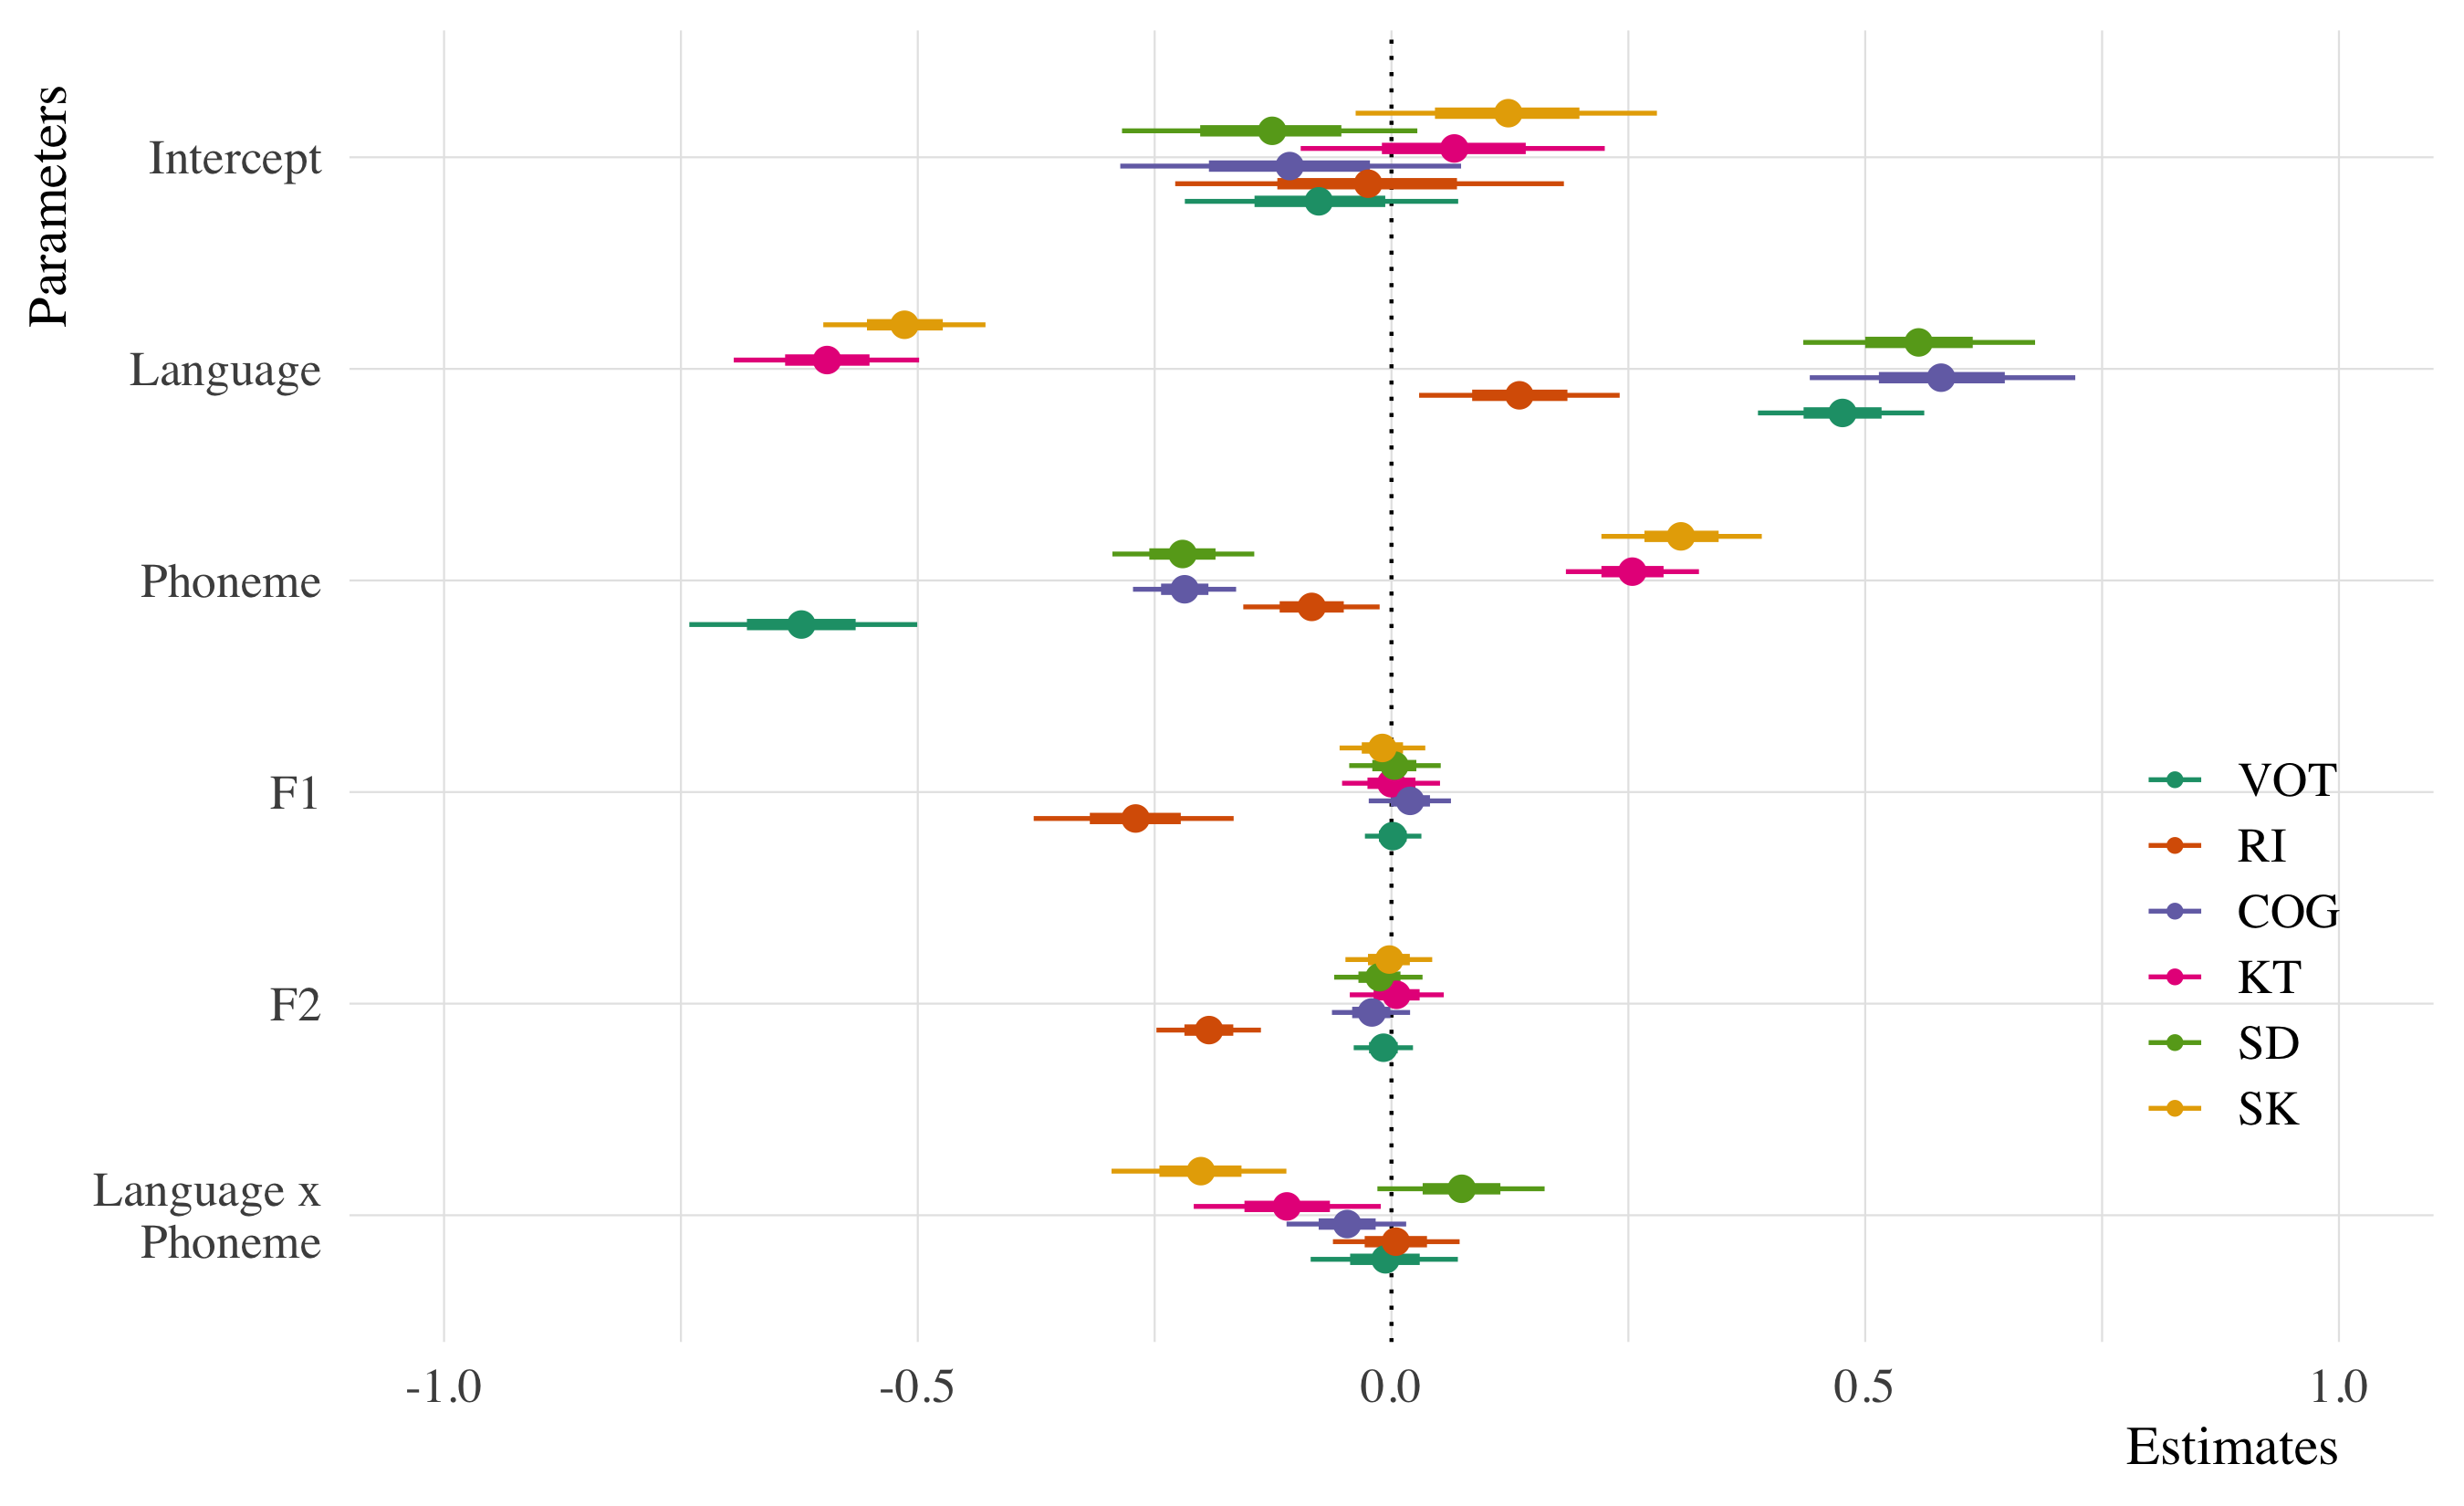 Parameters
Intercept
Language
Phoneme
F1
F2
Language x
Phoneme
VOT
RI
COG
KT
SD
SK
-1.0
-0.5
0.0
0.5
1.0
Estimates